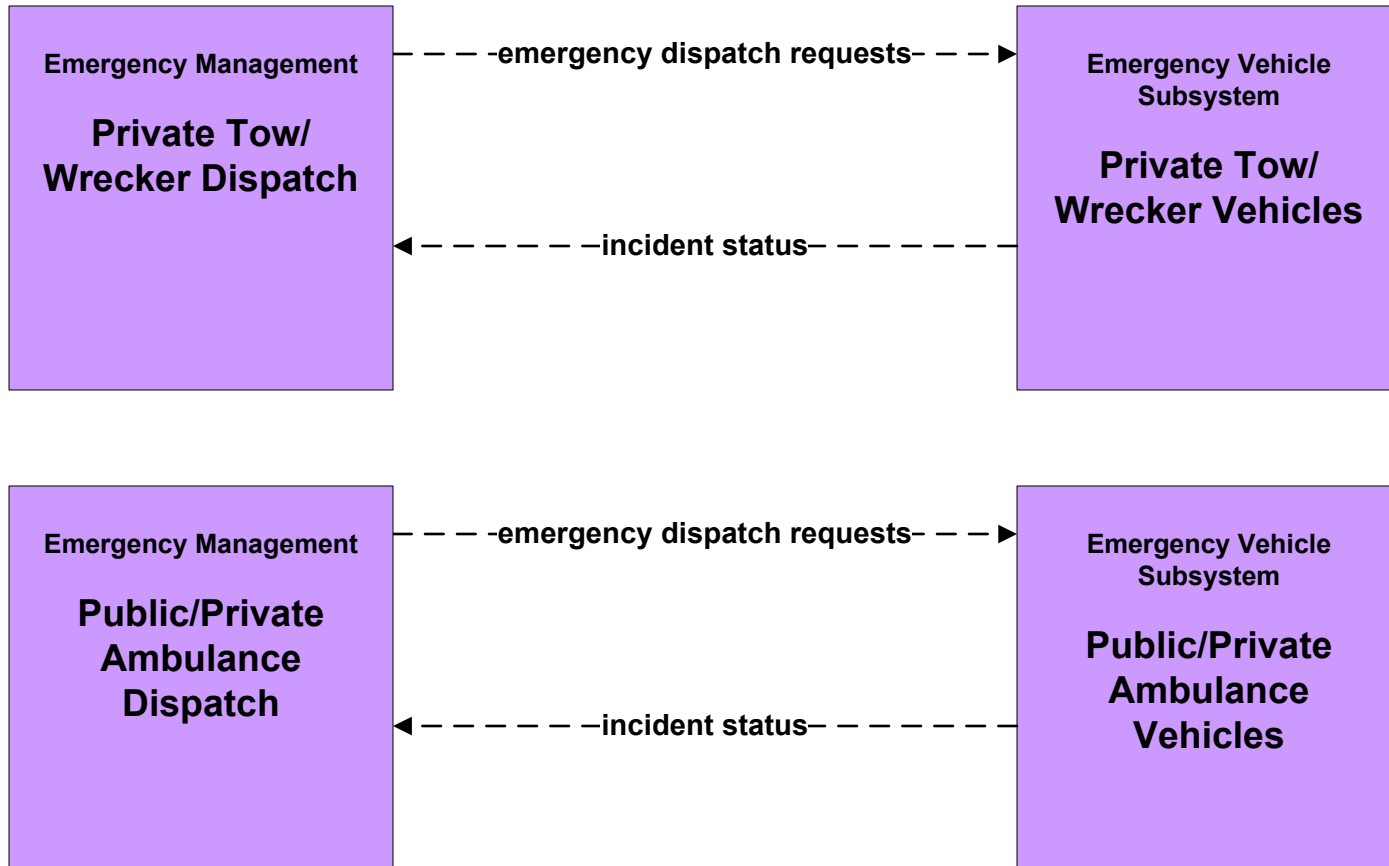 Emergency Management
Private Tow/
Wrecker Dispatch
emergency dispatch requests
incident status
Emergency Vehicle
Subsystem
Private Tow/
Wrecker Vehicles
Emergency Management
Public/Private
Ambulance
Dispatch
emergency dispatch requests
incident status
Emergency Vehicle
Subsystem
Public/Private
Ambulance
Vehicles